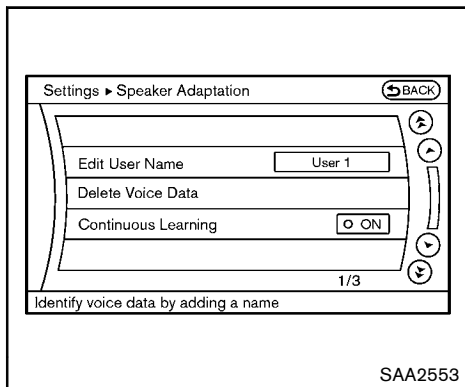 Settings ▸ Speaker Adaptation BACK
Edit User Name User 1
Delete Voice Data
Continuous Learning ON
1/3
Identify voice data by adding a name
SAA2553